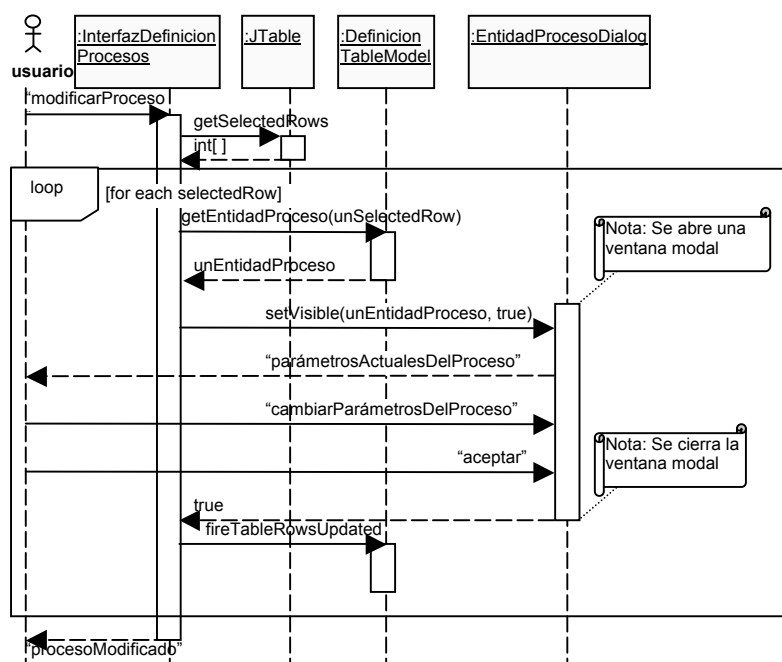 usuario
:InterfazDefinicion
Procesos
:JTable
:Definicion
TableModel
:EntidadProcesoDialog
“modificarProceso
getSelectedRows
int[ ]
loop
[for each selectedRow]
getEntidadProceso(unSelectedRow)
Nota: Se abre una
ventana modal
unEntidadProceso
setVisible(unEntidadProceso, true)
“parámetrosActualesDelProceso”
“cambiarParámetrosDelProceso”
“aceptar”
Nota: Se cierra la
ventana modal
true
fireTableRowsUpdated
“procesoModificado”